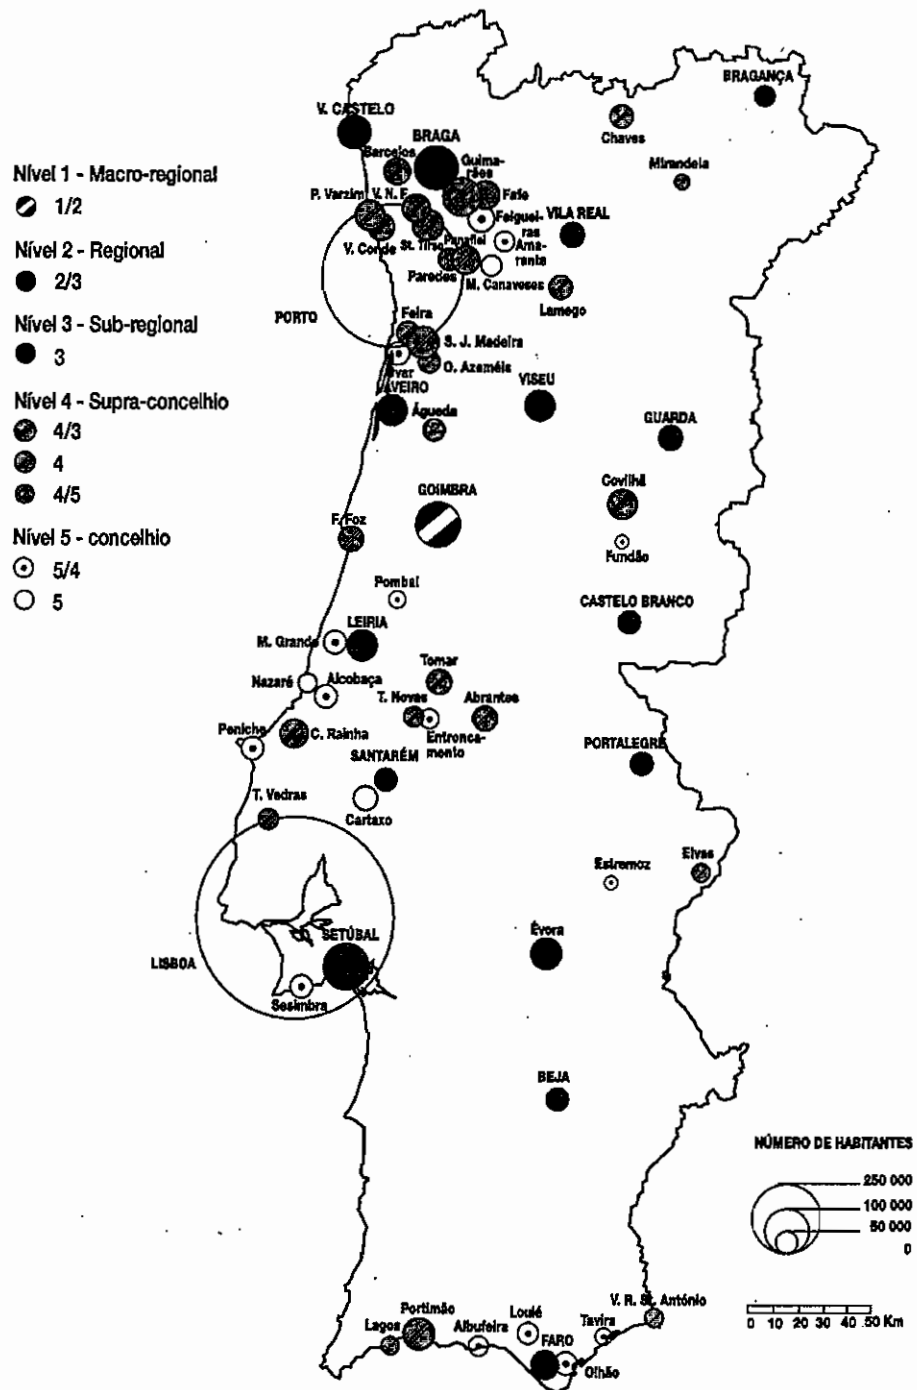 BRAGANÇA
V. CASTELO
Chaves
BRAGA
Barcelos
Guima-
rães
Mirandela
Nível 1 - Macro-regional
1/2
P. Varzim
V. N. F.
Fafe
Felguei-
ras
VILA REAL
Nível 2 - Regional
2/3
V. Conde
St. Tirso
Penafiel
Ama-
rante
Paredes
M. Canaveses
Lamego
Nível 3 - Sub-regional
3
PORTO
Feira
S. J. Madeira
Ovar
O. Azeméis
Nível 4 - Supra-concelhio
4/3
4
4/5
AVEIRO
Águeda
VISEU
GUARDA
Covilhã
GOIMBRA
F. Foz
Fundão
Nível 5 - concelhio
5/4
5
Pombal
CASTELO BRANCO
M. Grande
LEIRIA
Nazaré
Alcobaça
Tomar
T. Novas
Abrantes
Entronca-
mento
Peniche
C. Rainha
PORTALEGRE
SANTARÉM
Cartaxo
T. Vedras
Estremoz
Elvas
SETÚBAL
Évora
LISBOA
Sesimbra
BEJA
NÚMERO DE HABITANTES
250 000
100 000
50 000
0
V. R. St. António
Portimão
Loulé
Lagos
Albufeira
Tavira
FARO
Olhão
0 10 20 30 40 50 Km